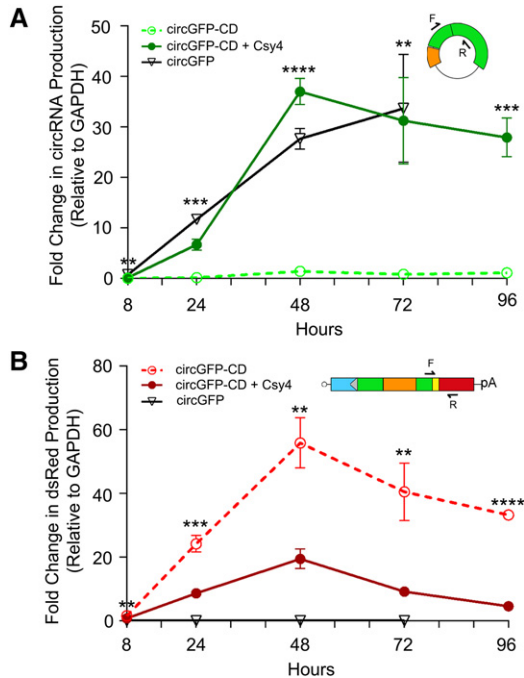 A
Fold Change in circRNA Production
(Relative to GAPDH)
circGFP-CD
circGFP-CD + Csy4
circGFP
F
R
50
40
30
20
10
0
**
***
****
**
***
8 24 48 72 96
Hours
B
Fold Change in dsRed Production
(Relative to GAPDH)
circGFP-CD
circGFP-CD + Csy4
circGFP
F
R
pA
80
60
40
20
0
**
***
**
**
****
8 24 48 72 96
Hours